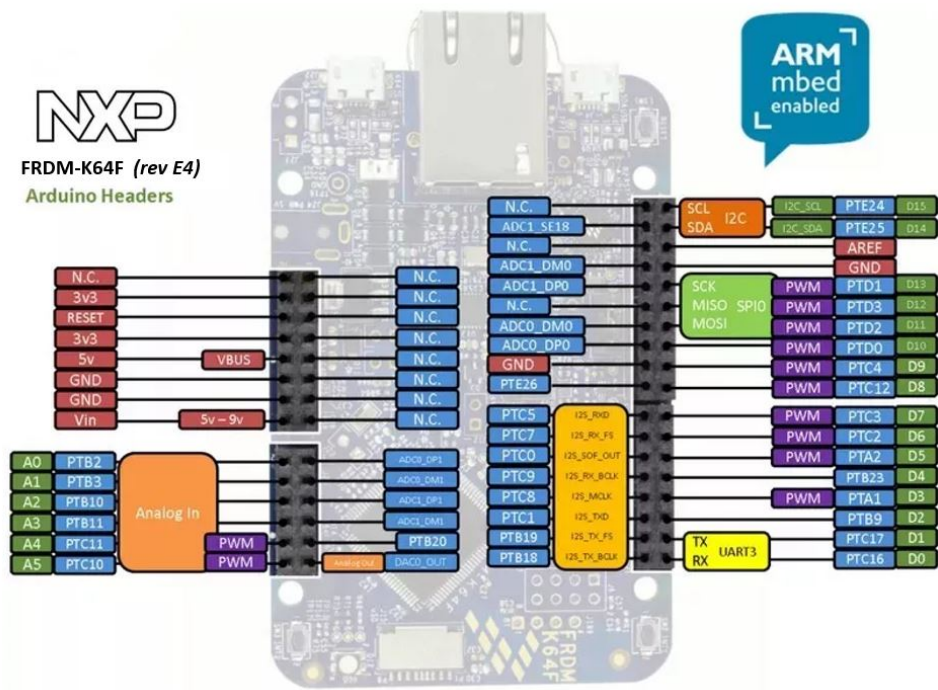 NXP
FRDM-K64F (rev E4)
Arduino Headers
ARM
mbed
enabled
N.C. SCL I2C I2C_SCL PTE24 D15
ADC1_SE18 SDA I2C_SDA PTE25 D14
N.C. AREF
ADC1_DM0 GND
ADC1_DP0 SCK SPI0 PWM PTD1 D13
N.C. MISO PWM PTD3 D12
ADC0_DM0 MOSI PWM PTD2 D11
ADC0_DP0 PWM PTD0 D10
GND PWM PTC4 D9
PTE26 PWM PTC12 D8
N.C. N.C.
3v3 N.C.
RESET N.C.
3v3 N.C.
5v VBUS N.C.
GND N.C.
GND N.C.
Vin 5v – 9v N.C.
PTC5 I2S_RXD PWM PTC3 D7
PTC7 I2S_RX_FS PWM PTC2 D6
PTC0 I2S_SOF_OUT PWM PTA2 D5
PTC9 I2S_RX_BCLK PTB23 D4
PTC8 I2S_MCLK PWM PTA1 D3
PTC1 I2S_TXD PTB9 D2
PTB19 I2S_TX_FS TX UART3 PTC17 D1
PTB18 I2S_TX_BCLK RX PTC16 D0
A0 PTB2 Analog In ADC0_DP1
A1 PTB3 ADC0_DM1
A2 PTB10 ADC1_DP1
A3 PTB11 ADC1_DM1
A4 PTC11 PWM PTB20
A5 PTC10 PWM Analog Out DAC0_OUT
FRDM
K64F